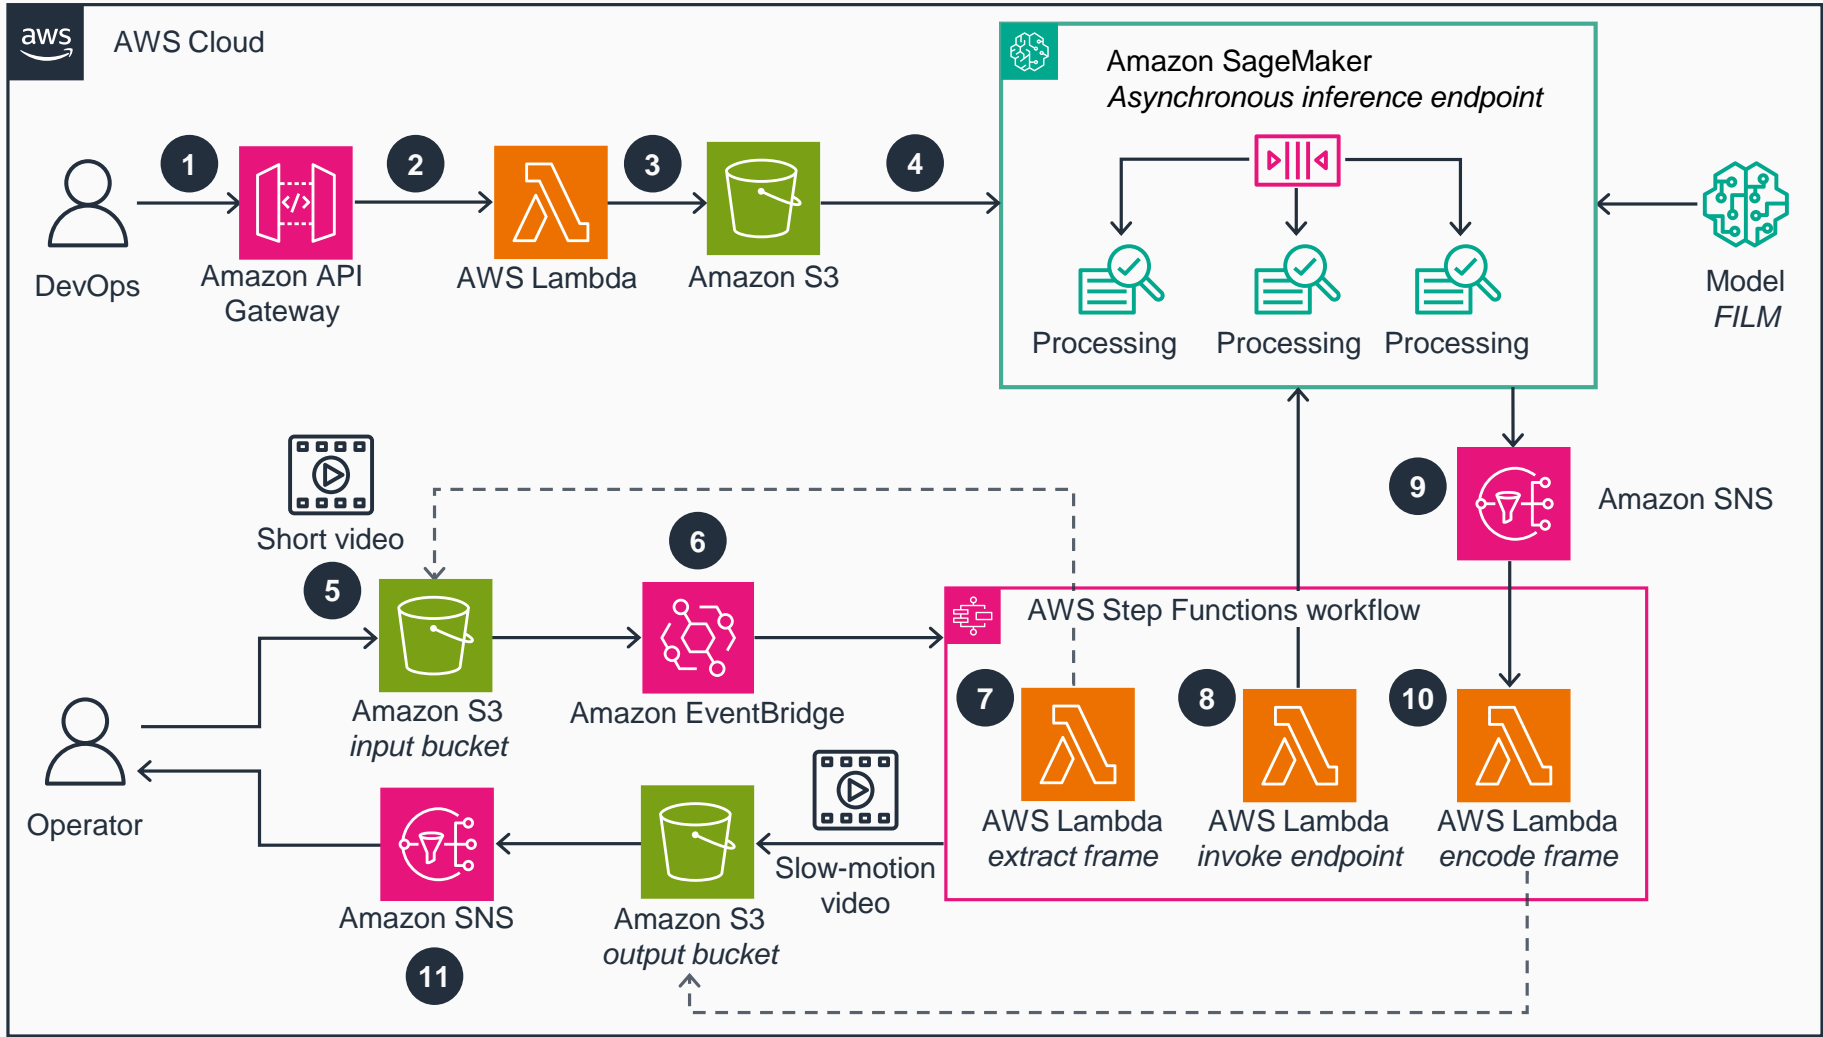 aws
AWS Cloud
Amazon SageMaker
Asynchronous inference endpoint
1
2
3
4
</>
DevOps
Amazon API
Gateway
AWS Lambda
Amazon S3
Processing
Processing
Processing
Model
FILM
Short video
5
6
9
Amazon SNS
AWS Step Functions workflow
7
8
10
Amazon S3
input bucket
Amazon EventBridge
Operator
Slow-motion
video
AWS Lambda
extract frame
AWS Lambda
invoke endpoint
AWS Lambda
encode frame
Amazon SNS
11
Amazon S3
output bucket